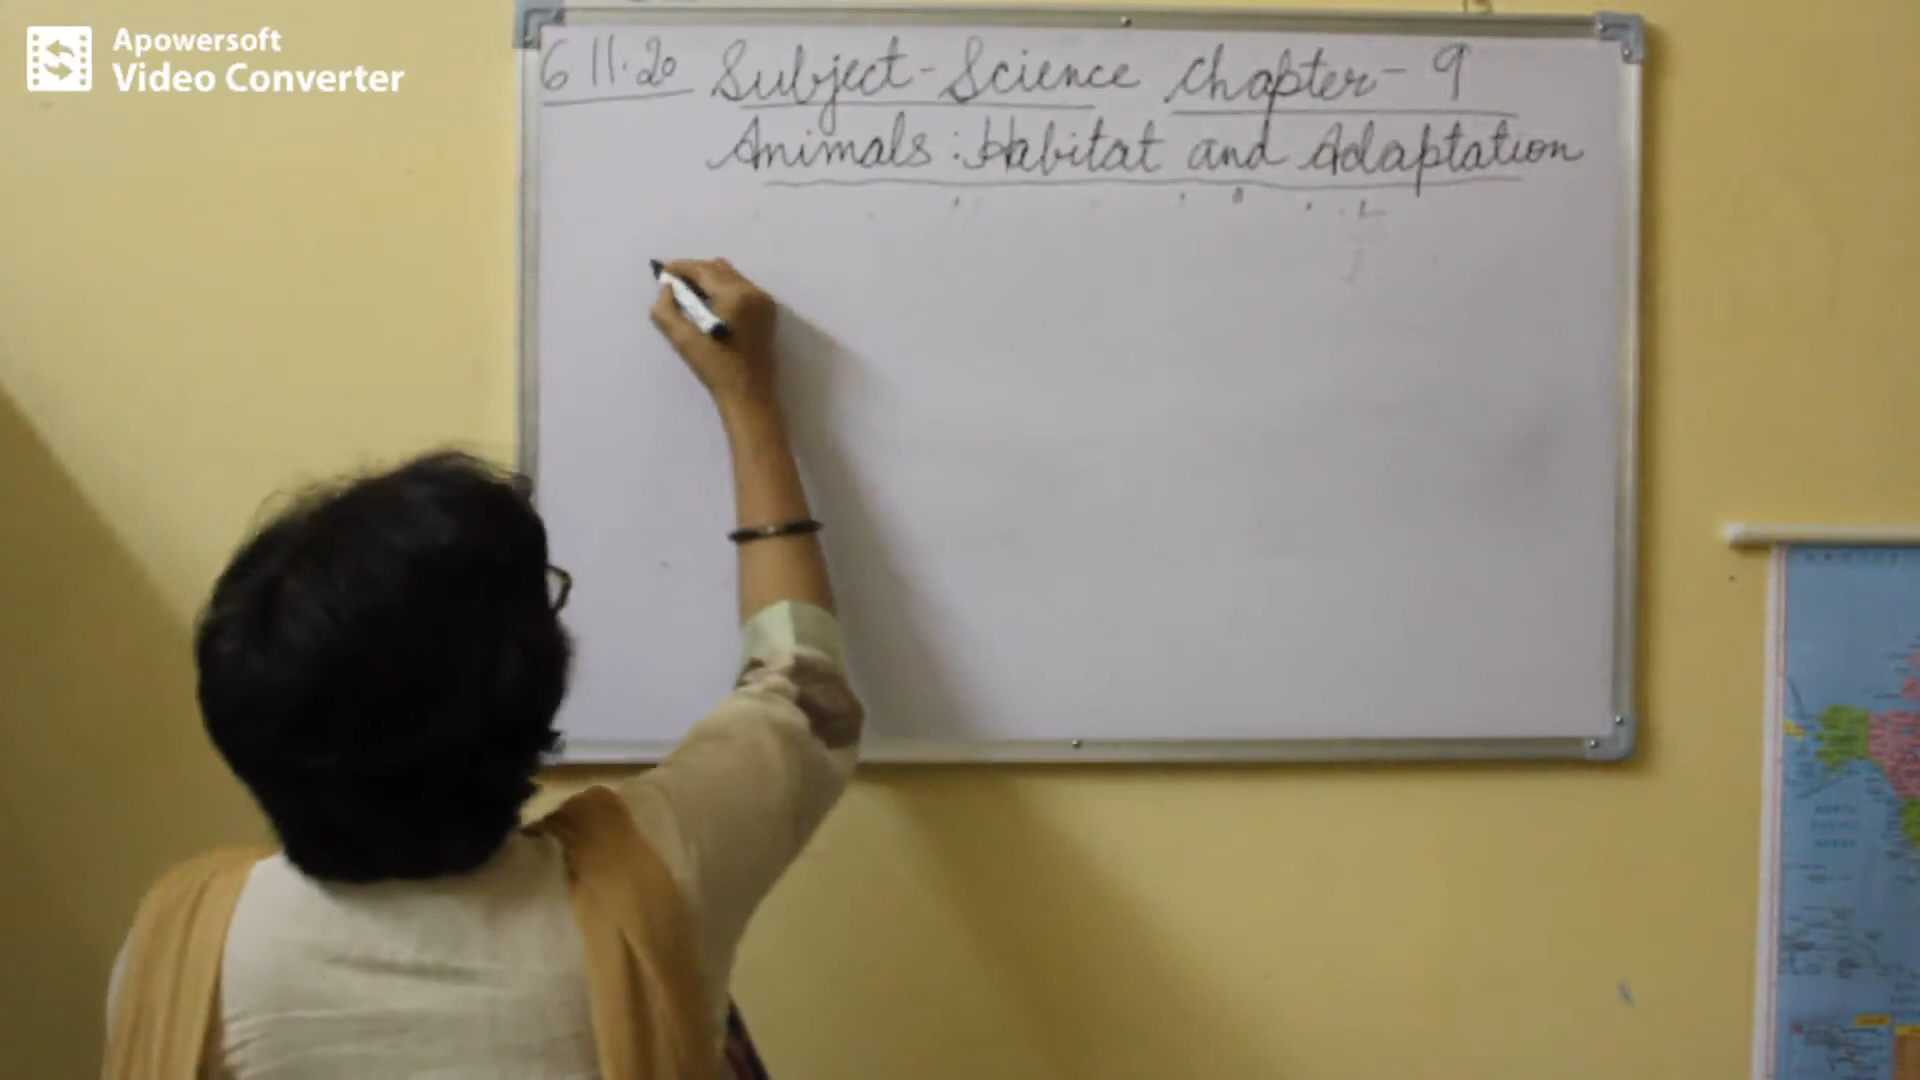 Apowersoft
Video Converter
6 11.20 Subject - Science Chapter - 9
Animals : Habitat and Adaptation